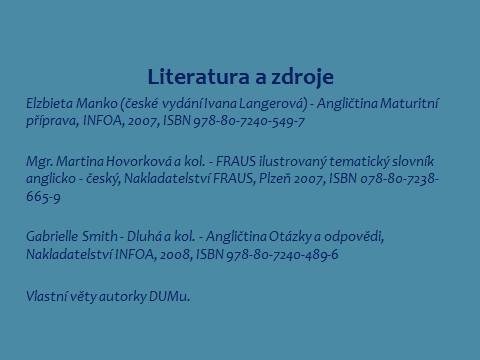 Literatura a zdroje
Elzbieta Manko (české vydání Ivana Langerová) - Angličtina Maturitní
příprava, INFOA, 2007, ISBN 978-80-7240-549-7
Mgr. Martina Hovorková a kol. - FRAUS ilustrovaný tematický slovník
anglicko - český, Nakladatelství FRAUS, Plzeň 2007, ISBN 078-80-7238-
665-9
Gabrielle Smith - Dluhá a kol. - Angličtina Otázky a odpovědi,
Nakladatelství INFOA, 2008, ISBN 978-80-7240-489-6
Vlastní věty autorky DUMu.